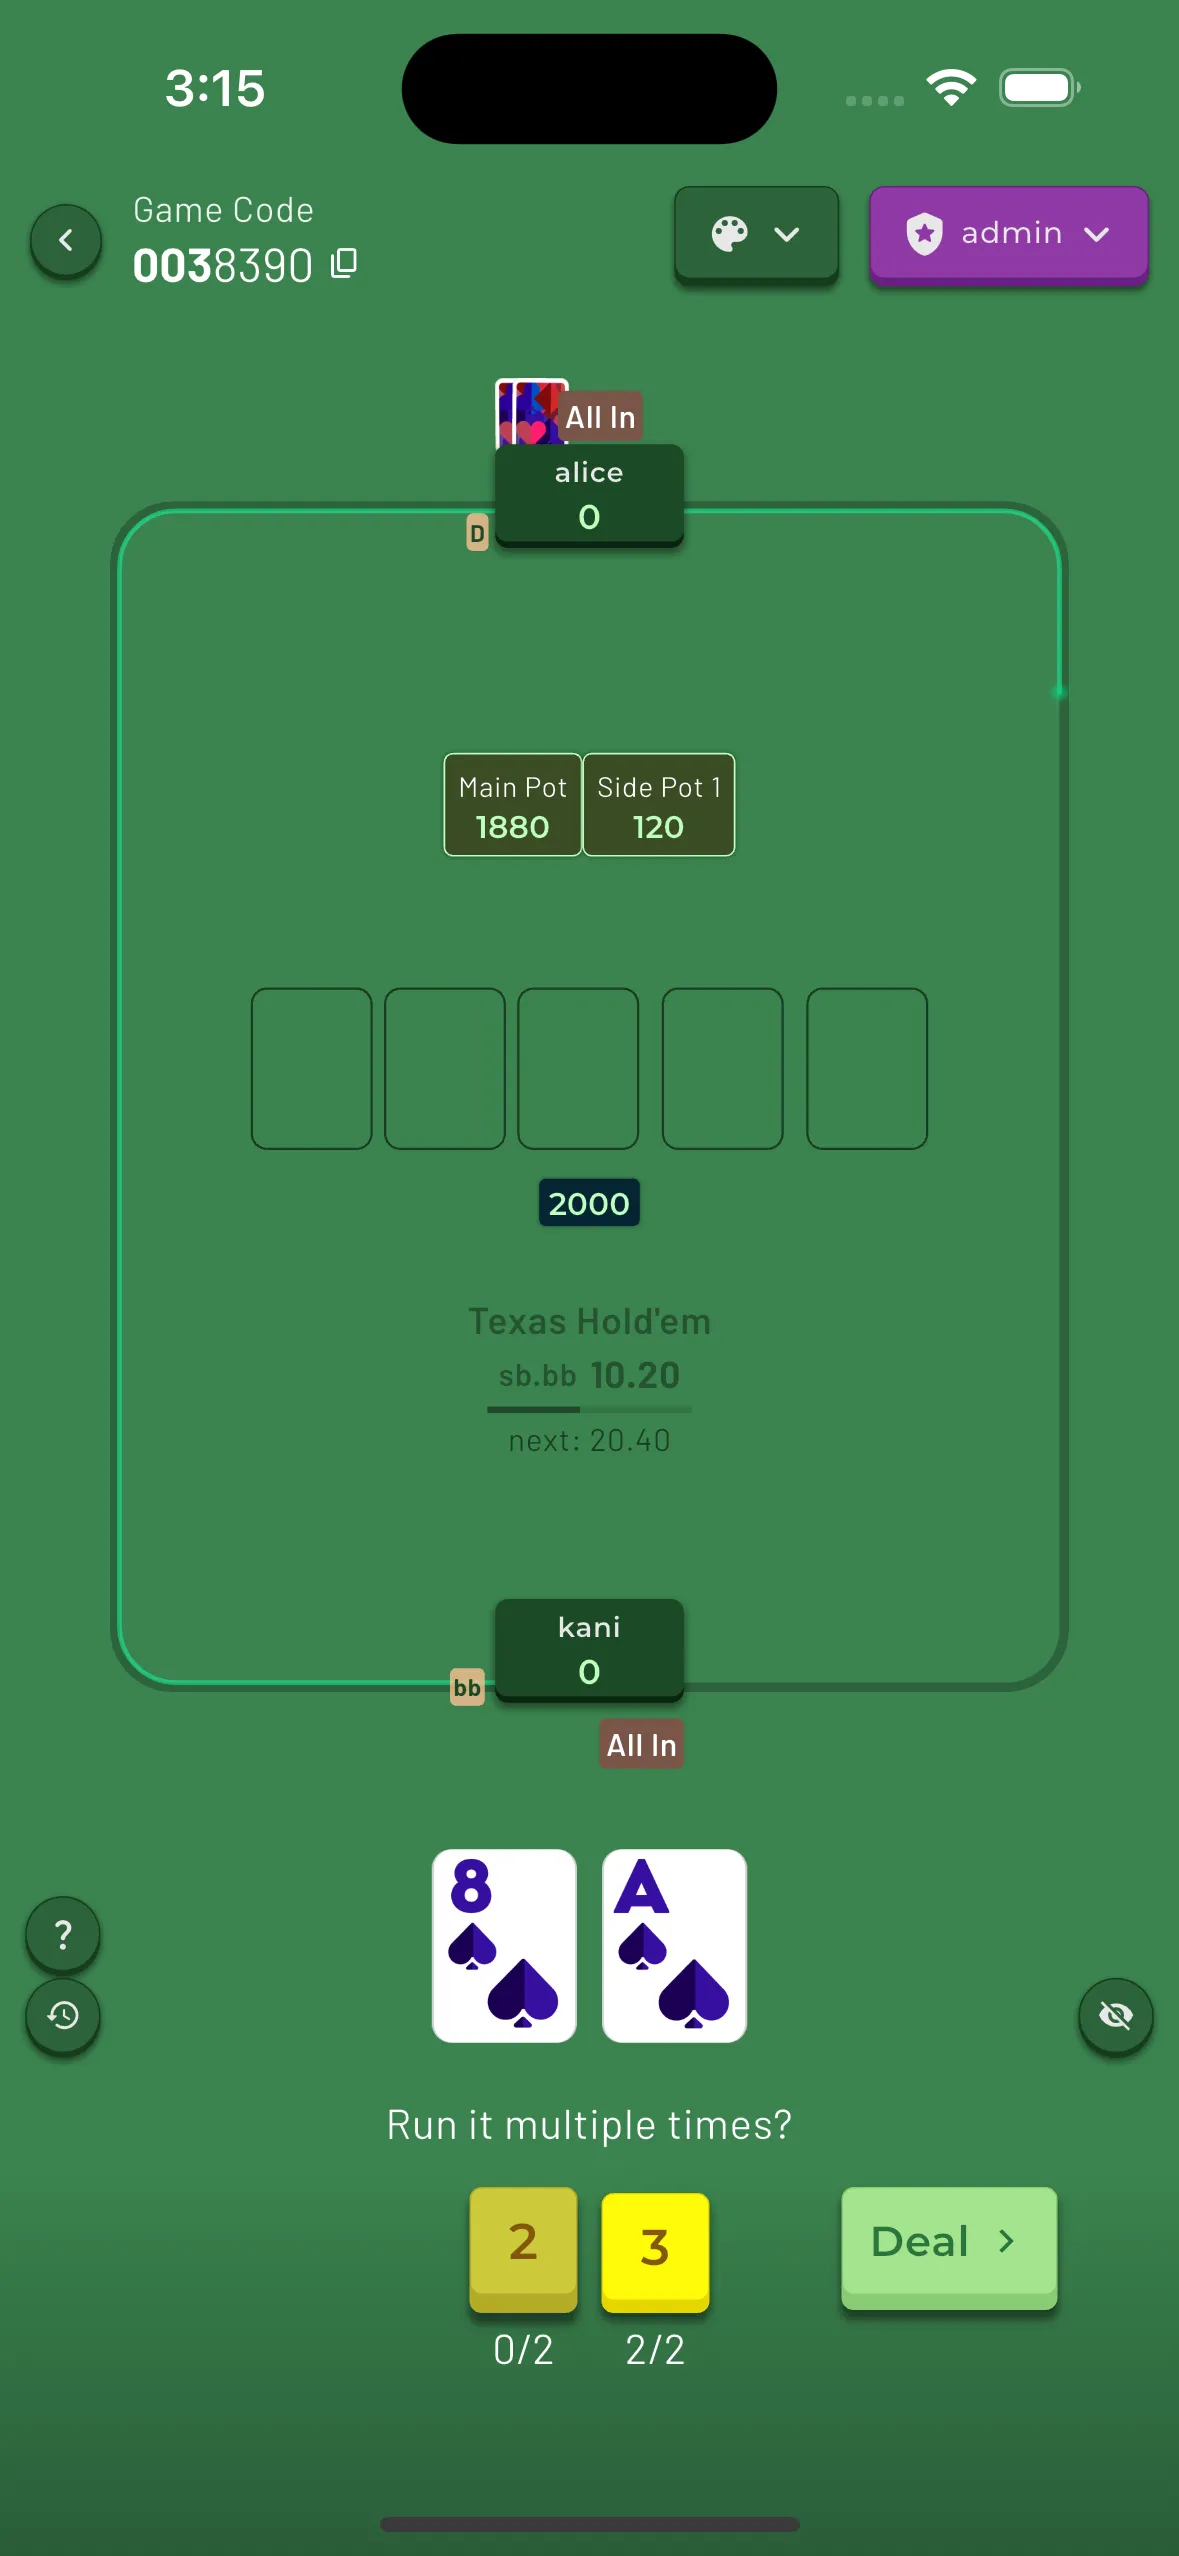 3:15
Game Code
0038390
admin
All In
alice
0
D
Main Pot
1880
Side Pot 1
120
2000
Texas Hold'em
sb.bb 10.20
next: 20.40
kani
0
bb
All In
8
A
?
Run it multiple times?
2
3
Deal
0/2
2/2